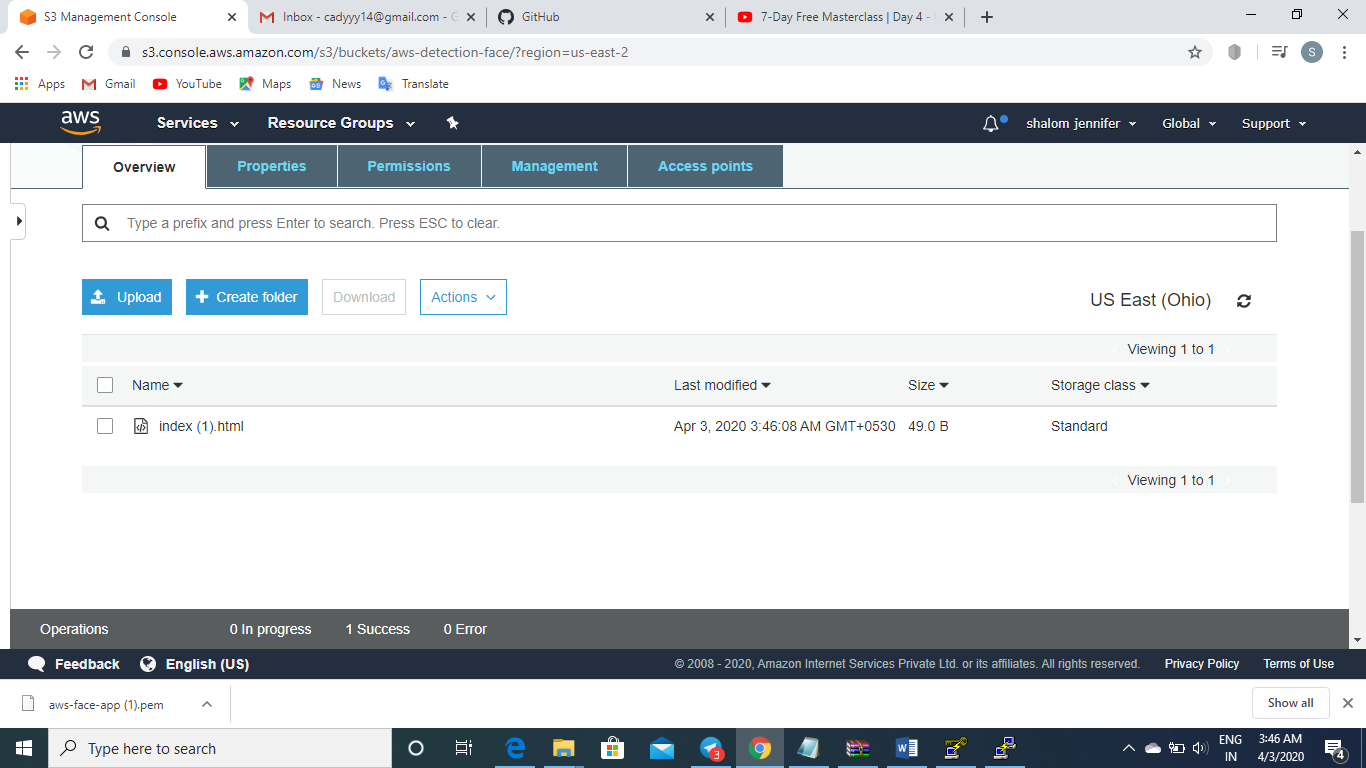 S3 Management Console
Inbox - cadyyy14@gmail.com - G
GitHub
7-Day Free Masterclass | Day 4 -
s3.console.aws.amazon.com/s3/buckets/aws-detection-face/?region=us-east-2
S
Apps Gmail YouTube Maps News Translate
aws Services Resource Groups shalom jennifer Global Support
Overview Properties Permissions Management Access points
Type a prefix and press Enter to search. Press ESC to clear.
Upload Create folder Download Actions US East (Ohio)
Viewing 1 to 1
Name Last modified Size Storage class
index (1).html Apr 3, 2020 3:46:08 AM GMT+0530 49.0 B Standard
Viewing 1 to 1
Operations 0 In progress 1 Success 0 Error
Feedback English (US) © 2008 - 2020, Amazon Internet Services Private Ltd. or its affiliates. All rights reserved. Privacy Policy Terms of Use
aws-face-app (1).pem Show all
Type here to search 3 ENG 3:46 AM
IN 4/3/2020 4